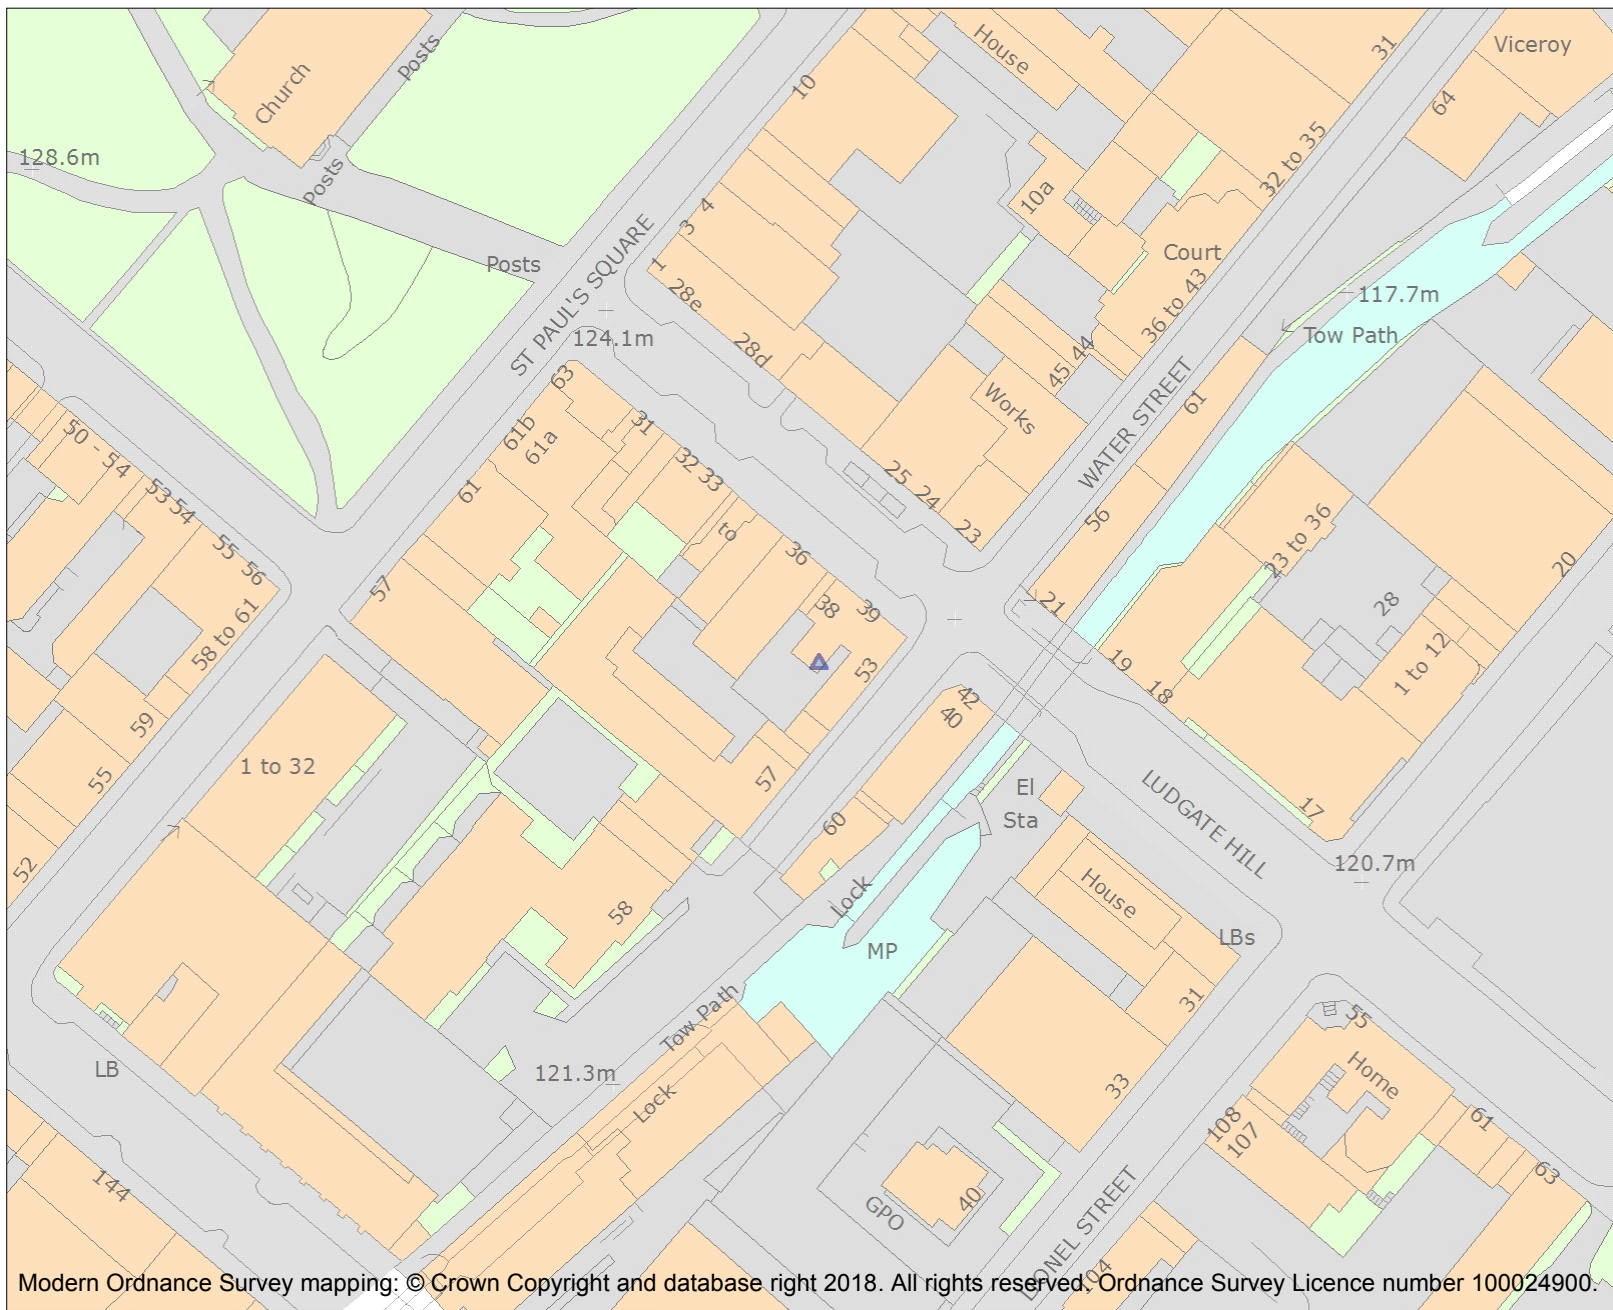 House
31
Viceroy
Posts
10
Church
64
128.6m
32 to 35
Posts
10a
4
3
ST PAUL'S SQUARE
Court
Posts
1
28e
117.7m
36 to 43
124.1m
Tow Path
28d
44
45
WATER STREET
63
61
Works
61b
31
61a
50 - 54
32
33
61
25
53
54
24
56
to
23
23 to 36
55
36
20
56
57
38
39
21
28
58 to 61
53
19
1 to 12
18
42
40
59
1 to 32
57
55
El
Sta
LUDGATE HILL
17
60
52
120.7m
House
Lock
58
LBs
MP
31
Tow Path
55
LB
121.3m
Home
33
Lock
61
108
107
63
144
40
GPO
LIONEL STREET
104
Modern Ordnance Survey mapping: © Crown Copyright and database right 2018. All rights reserved. Ordnance Survey Licence number 100024900.